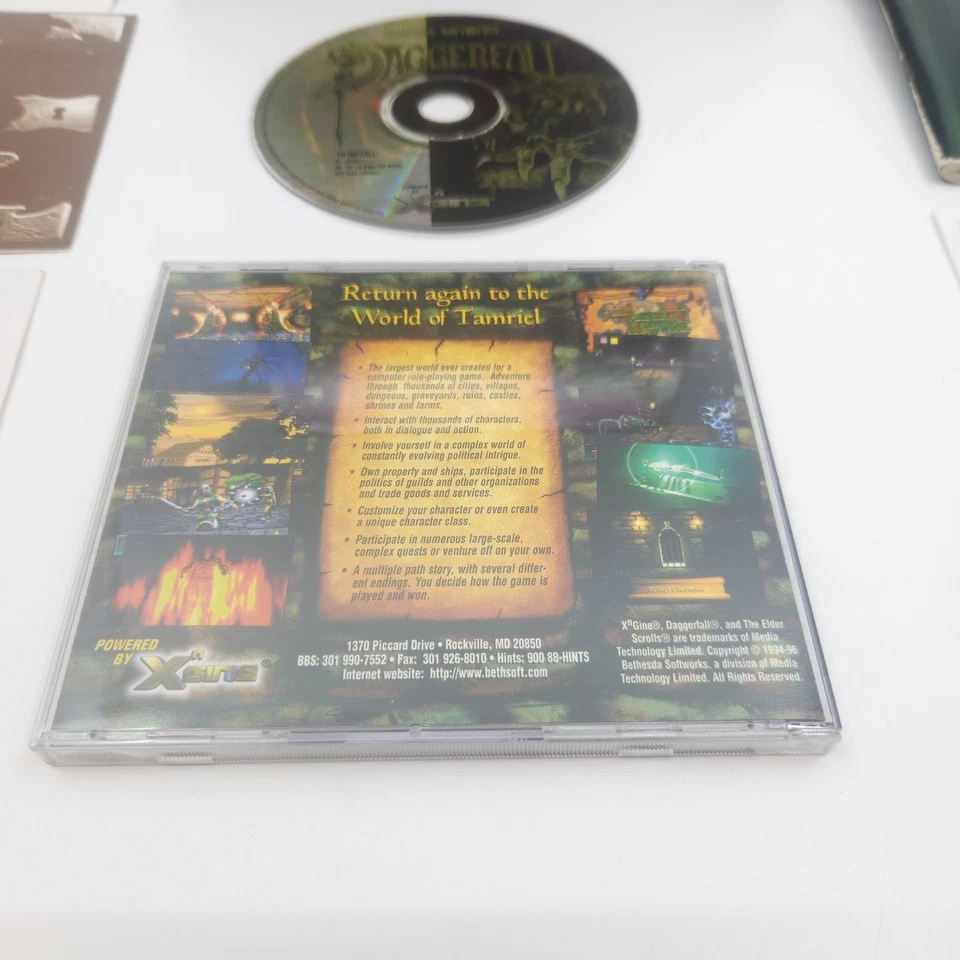 DAGGERFALL
Return again to the
World of Tamriel
• The largest world ever created for a
computer role-playing game. Adventure
through thousands of cities, villages,
dungeons, graveyards, ruins, castles,
shrines and farms.
• Interact with thousands of characters,
both in dialogue and action.
• Involve yourself in a complex world of
constantly evolving political intrigue.
• Own property and ships, participate in the
politics of guilds and other organizations
and trade goods and services.
• Customize your character or even create
a unique character class.
• Participate in numerous large-scale,
complex quests or venture off on your own.
• A multiple path story, with several differ-
ent endings. You decide how the game is
played and won.
POWERED
BY XnGine
1370 Piccard Drive • Rockville, MD 20850
BBS: 301 990-7552 • Fax: 301 926-8010 • Hints: 900 88-HINTS
Internet website: http://www.bethsoft.com
XnGine®, Daggerfall®, and The Elder
Scrolls® are trademarks of Media
Technology Limited. Copyright © 1994-96
Bethesda Softworks, a division of Media
Technology Limited. All Rights Reserved.